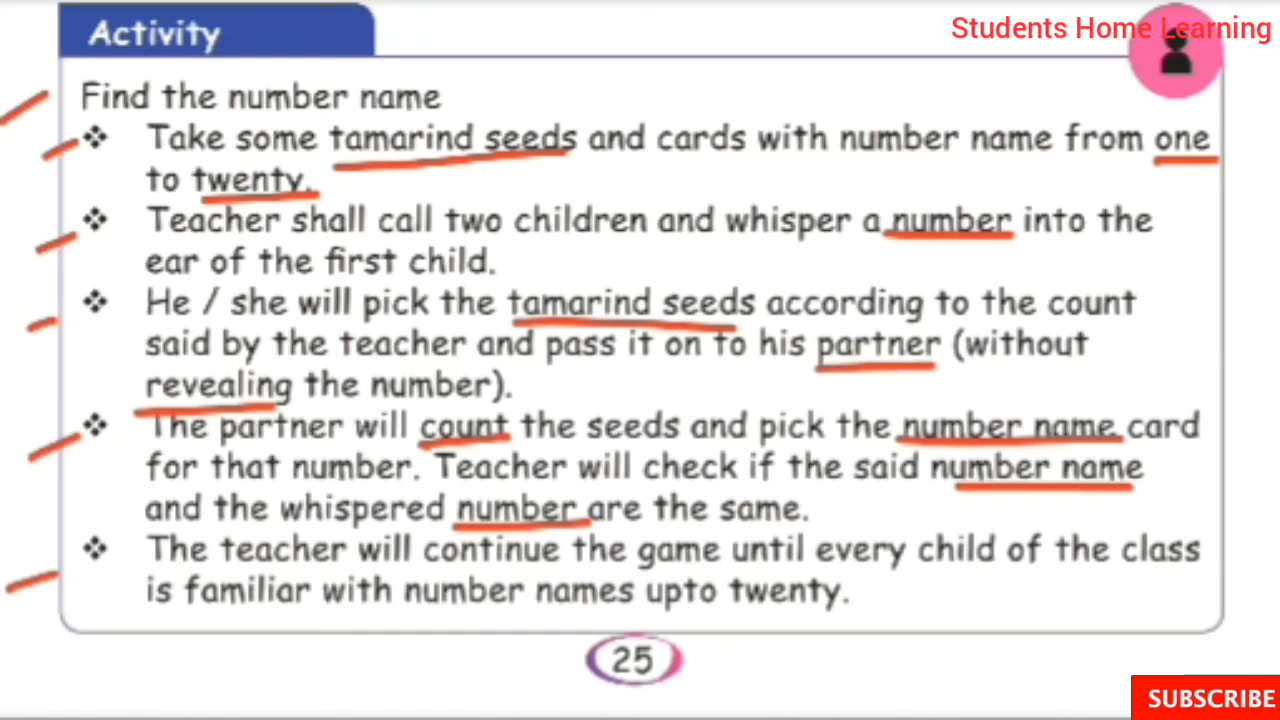 Activity
Students Home Learning
Find the number name
❖ Take some tamarind seeds and cards with number name from one
to twenty.
❖ Teacher shall call two children and whisper a number into the
ear of the first child.
❖ He / she will pick the tamarind seeds according to the count
said by the teacher and pass it on to his partner (without
revealing the number).
❖ The partner will count the seeds and pick the number name card
for that number. Teacher will check if the said number name
and the whispered number are the same.
❖ The teacher will continue the game until every child of the class
is familiar with number names upto twenty.
25
SUBSCRIBE